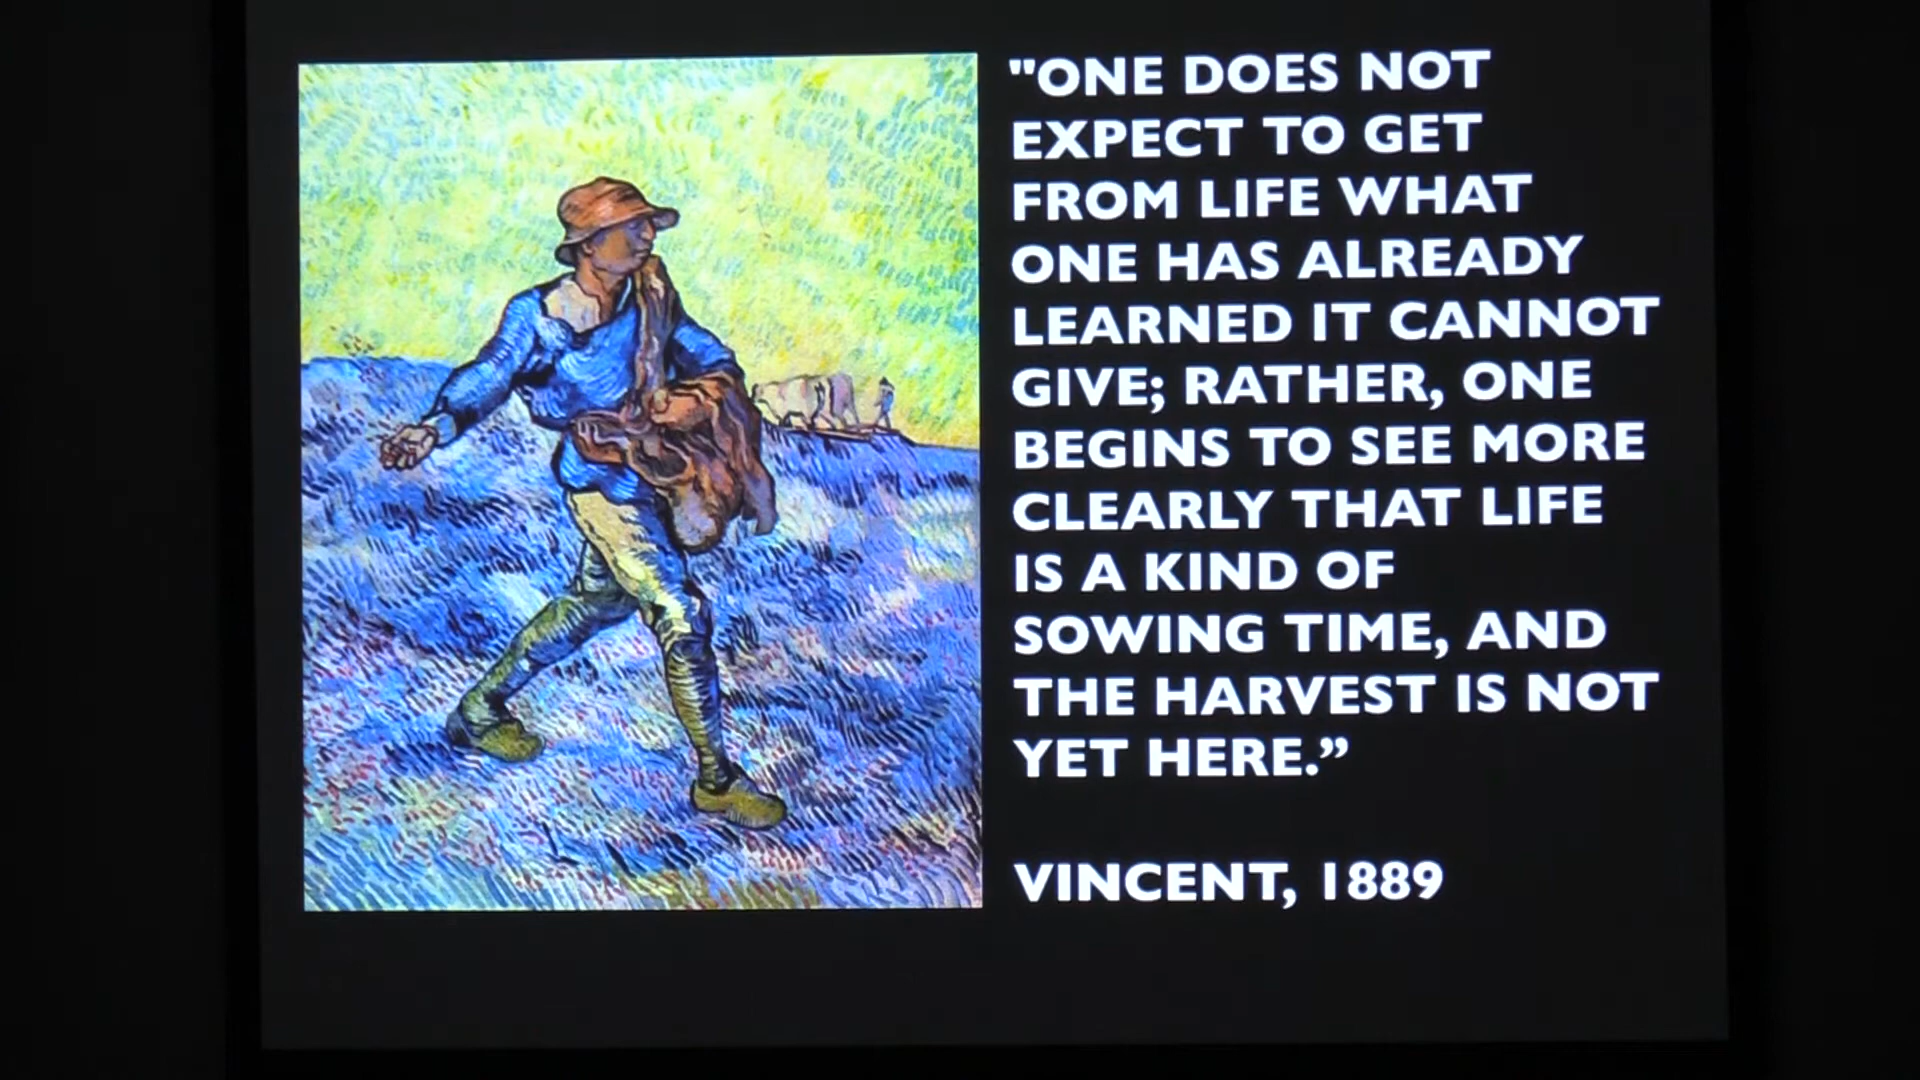 "ONE DOES NOT
EXPECT TO GET
FROM LIFE WHAT
ONE HAS ALREADY
LEARNED IT CANNOT
GIVE; RATHER, ONE
BEGINS TO SEE MORE
CLEARLY THAT LIFE
IS A KIND OF
SOWING TIME, AND
THE HARVEST IS NOT
YET HERE.”
VINCENT, 1889